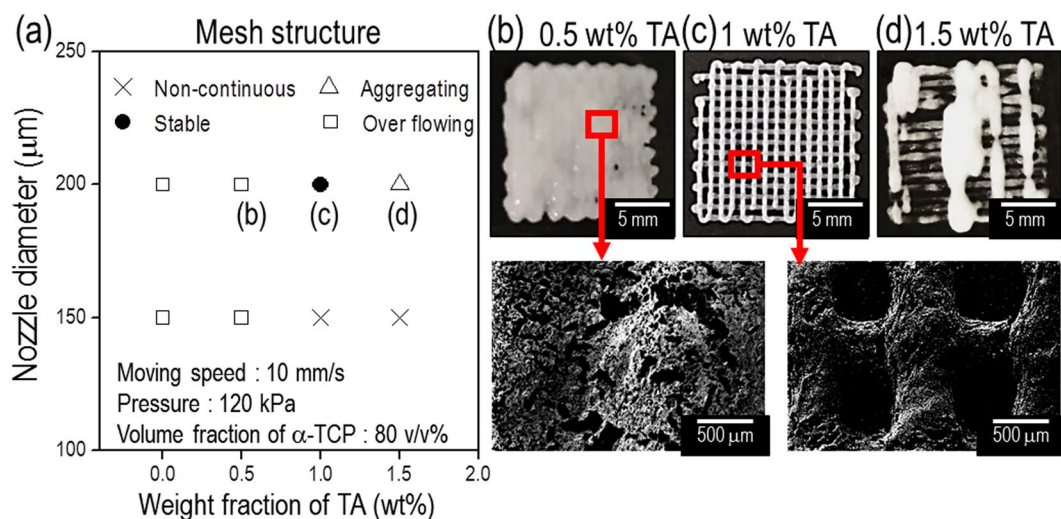 (a)
Mesh structure
250
× Non-continuous △ Aggregating
● Stable □ Over flowing
200
(b) (c) (d)
150
Moving speed : 10 mm/s
Pressure : 120 kPa
Volume fraction of α-TCP : 80 v/v%
100
0.0 0.5 1.0 1.5 2.0
Weight fraction of TA (wt%)
Nozzle diameter (μm)
(b) 0.5 wt% TA
5 mm
500 μm
(c) 1 wt% TA
5 mm
500 μm
(d) 1.5 wt% TA
5 mm